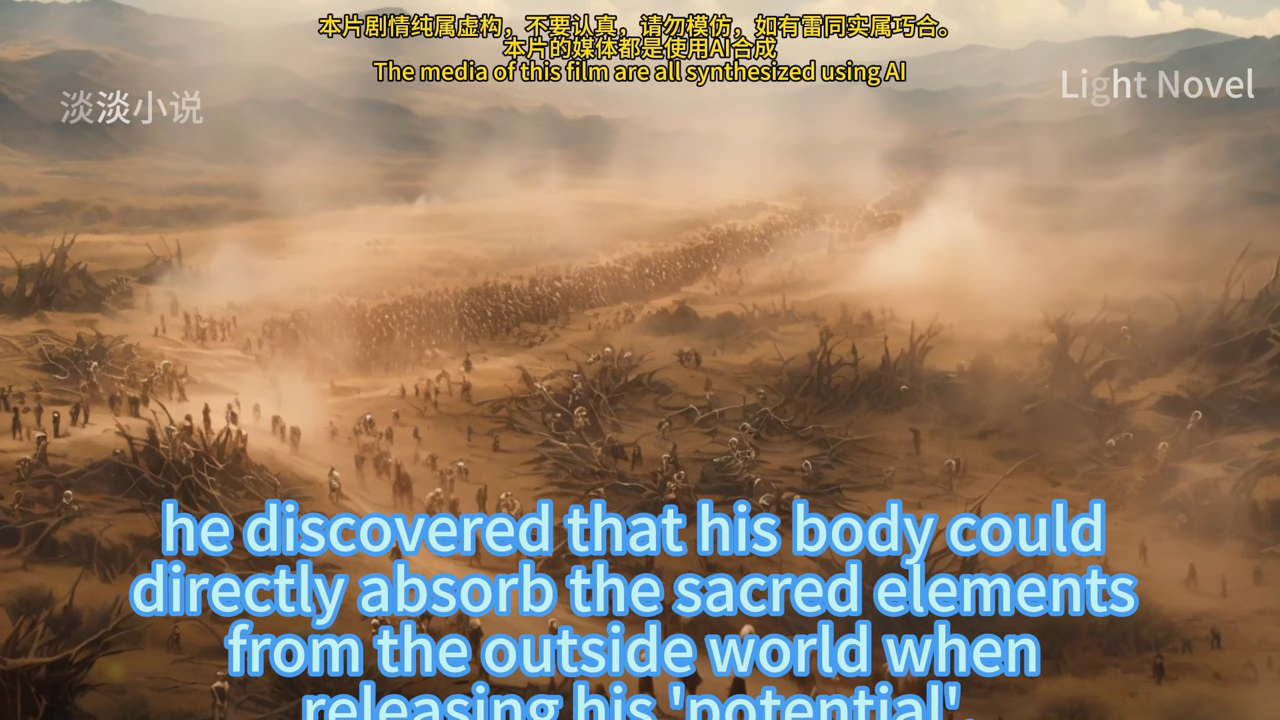 本片剧情纯属虚构，不要认真，请勿模仿，如有雷同实属巧合。
本片的媒体都是使用AI合成
The media of this film are all synthesized using AI
淡淡小说
Light Novel
he discovered that his body could
directly absorb the sacred elements
from the outside world when
releasing his 'potential',